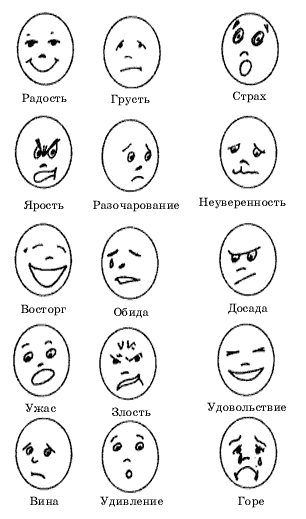 Радость Грусть Страх
Ярость Разочарование Неуверенность
Восторг Обида Досада
Ужас Злость Удовольствие
Вина Удивление Горе